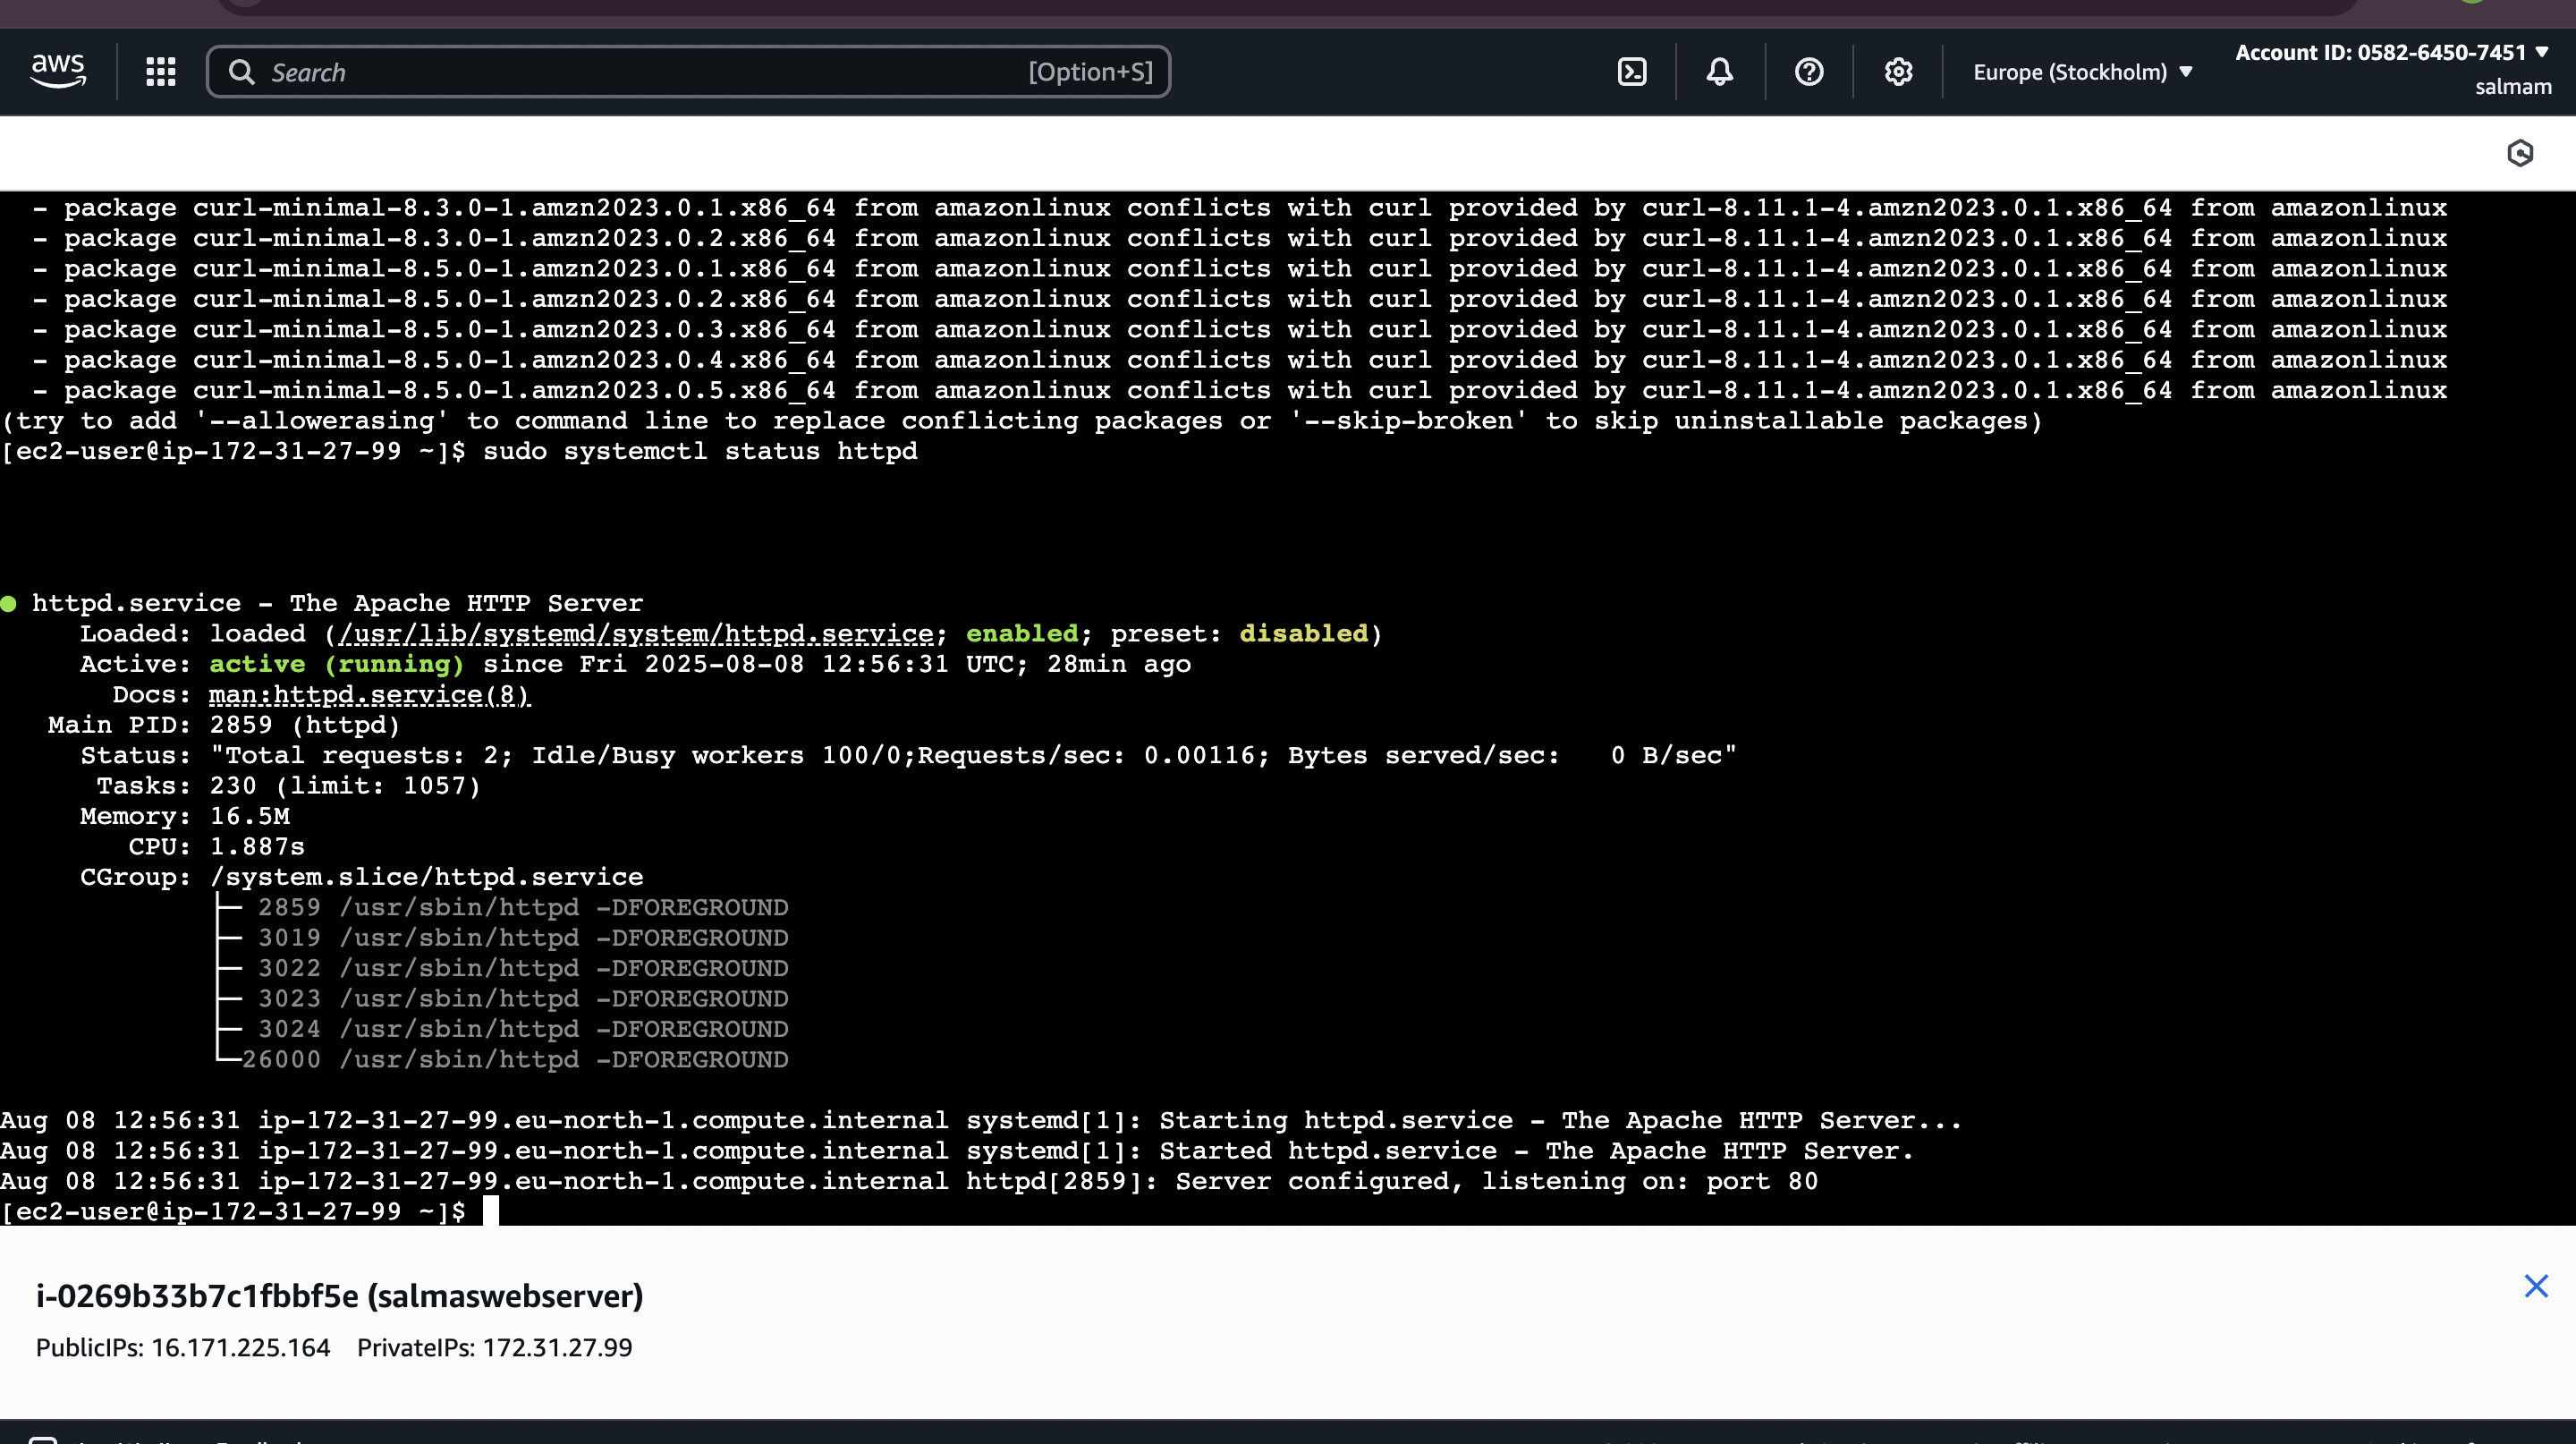 aws
Search
[Option+S]
Europe (Stockholm)
Account ID: 0582-6450-7451
salmam
- package curl-minimal-8.3.0-1.amzn2023.0.1.x86_64 from amazonlinux conflicts with curl provided by curl-8.11.1-4.amzn2023.0.1.x86_64 from amazonlinux
- package curl-minimal-8.3.0-1.amzn2023.0.2.x86_64 from amazonlinux conflicts with curl provided by curl-8.11.1-4.amzn2023.0.1.x86_64 from amazonlinux
- package curl-minimal-8.5.0-1.amzn2023.0.1.x86_64 from amazonlinux conflicts with curl provided by curl-8.11.1-4.amzn2023.0.1.x86_64 from amazonlinux
- package curl-minimal-8.5.0-1.amzn2023.0.2.x86_64 from amazonlinux conflicts with curl provided by curl-8.11.1-4.amzn2023.0.1.x86_64 from amazonlinux
- package curl-minimal-8.5.0-1.amzn2023.0.3.x86_64 from amazonlinux conflicts with curl provided by curl-8.11.1-4.amzn2023.0.1.x86_64 from amazonlinux
- package curl-minimal-8.5.0-1.amzn2023.0.4.x86_64 from amazonlinux conflicts with curl provided by curl-8.11.1-4.amzn2023.0.1.x86_64 from amazonlinux
- package curl-minimal-8.5.0-1.amzn2023.0.5.x86_64 from amazonlinux conflicts with curl provided by curl-8.11.1-4.amzn2023.0.1.x86_64 from amazonlinux
(try to add '--allowerasing' to command line to replace conflicting packages or '--skip-broken' to skip uninstallable packages)
[ec2-user@ip-172-31-27-99 ~]$ sudo systemctl status httpd
● httpd.service - The Apache HTTP Server
Loaded: loaded (/usr/lib/systemd/system/httpd.service; enabled; preset: disabled)
Active: active (running) since Fri 2025-08-08 12:56:31 UTC; 28min ago
Docs: man:httpd.service(8)
Main PID: 2859 (httpd)
Status: "Total requests: 2; Idle/Busy workers 100/0;Requests/sec: 0.00116; Bytes served/sec:   0 B/sec"
Tasks: 230 (limit: 1057)
Memory: 16.5M
CPU: 1.887s
CGroup: /system.slice/httpd.service
├─ 2859 /usr/sbin/httpd -DFOREGROUND
├─ 3019 /usr/sbin/httpd -DFOREGROUND
├─ 3022 /usr/sbin/httpd -DFOREGROUND
├─ 3023 /usr/sbin/httpd -DFOREGROUND
├─ 3024 /usr/sbin/httpd -DFOREGROUND
└─26000 /usr/sbin/httpd -DFOREGROUND
Aug 08 12:56:31 ip-172-31-27-99.eu-north-1.compute.internal systemd[1]: Starting httpd.service - The Apache HTTP Server...
Aug 08 12:56:31 ip-172-31-27-99.eu-north-1.compute.internal systemd[1]: Started httpd.service - The Apache HTTP Server.
Aug 08 12:56:31 ip-172-31-27-99.eu-north-1.compute.internal httpd[2859]: Server configured, listening on: port 80
[ec2-user@ip-172-31-27-99 ~]$
i-0269b33b7c1fbbf5e (salmaswebserver)
PublicIPs: 16.171.225.164    PrivateIPs: 172.31.27.99